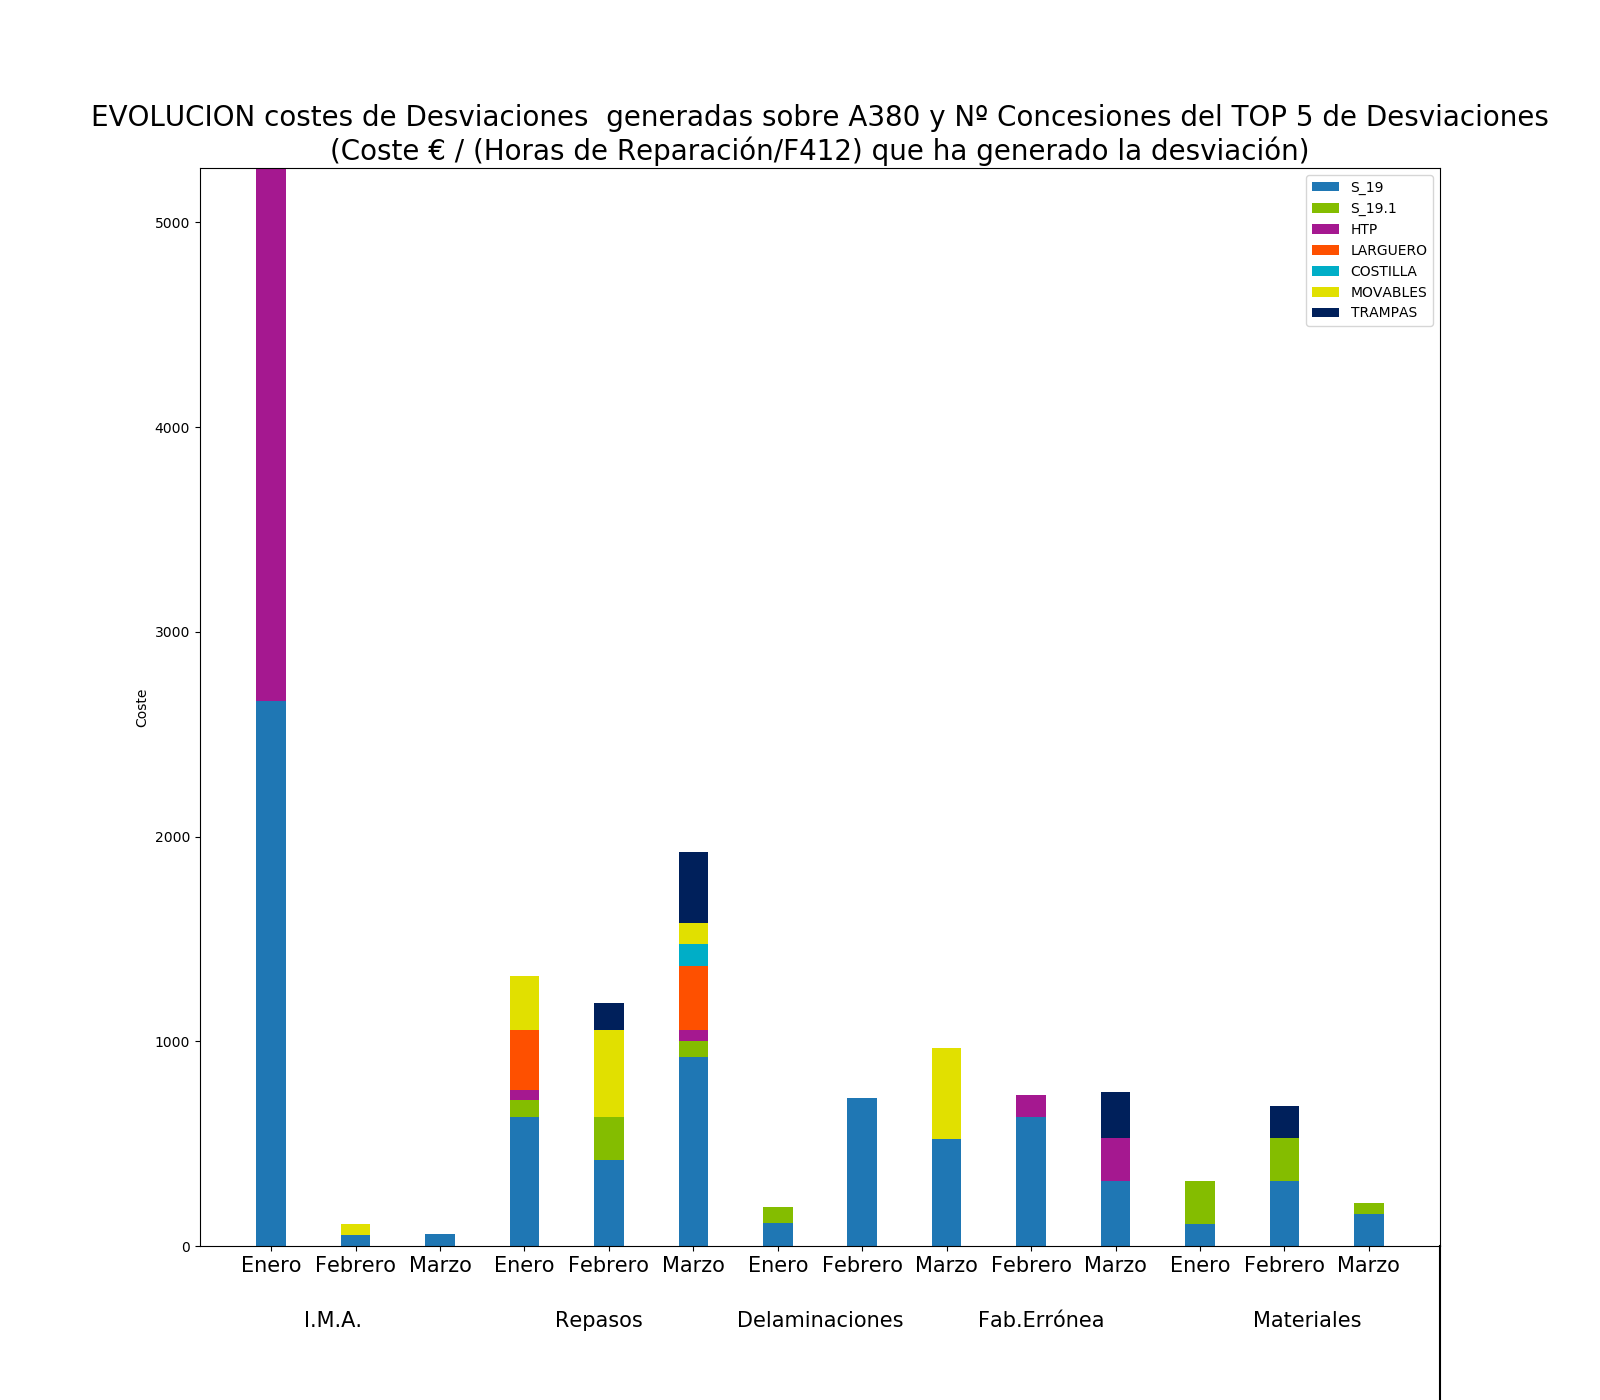 EVOLUCION costes de Desviaciones  generadas sobre A380 y Nº Concesiones del TOP 5 de Desviaciones
(Coste € / (Horas de Reparación/F412) que ha generado la desviación)
S_19
S_19.1
HTP
LARGUERO
COSTILLA
MOVABLES
TRAMPAS
5000
4000
3000
2000
1000
0
Coste
Enero Febrero Marzo Enero Febrero Marzo Enero Febrero Marzo Febrero Marzo Enero Febrero Marzo
I.M.A. Repasos Delaminaciones Fab.Errónea Materiales